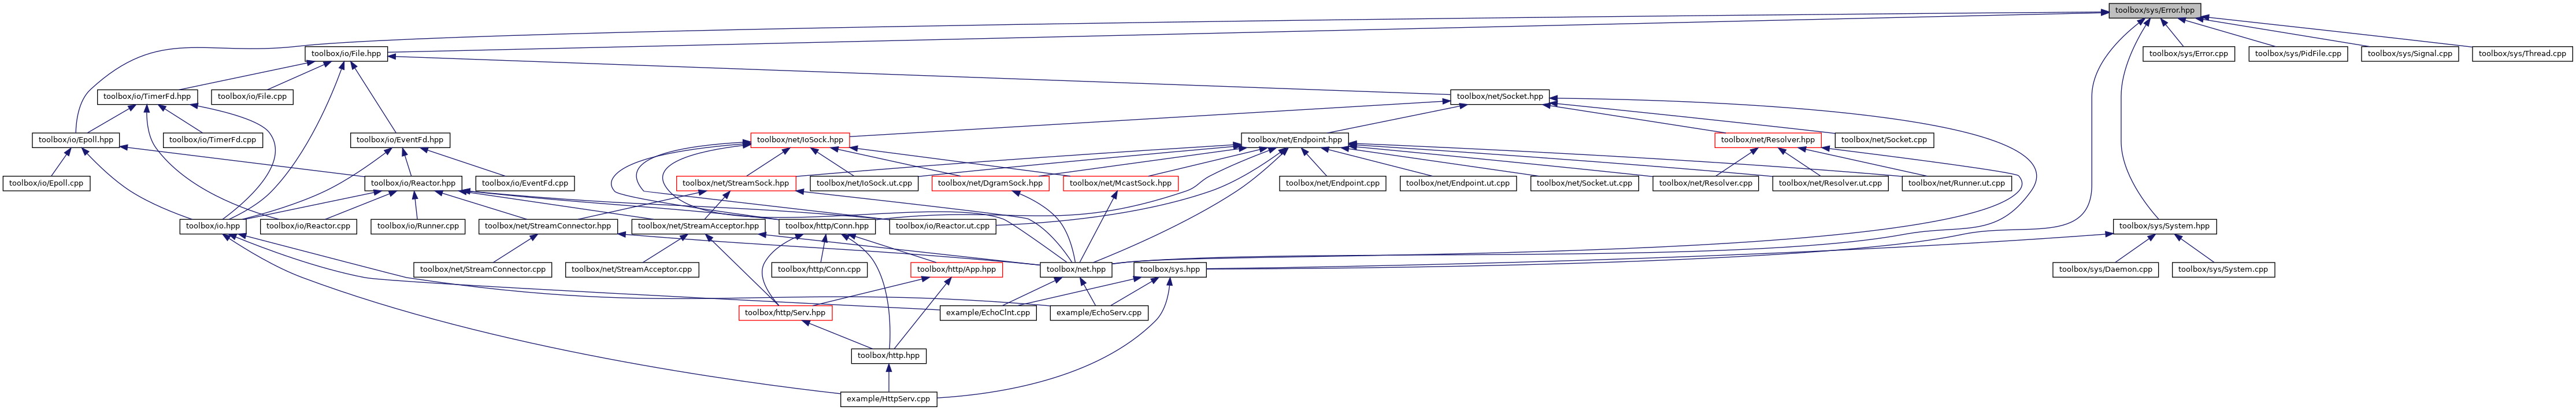 toolbox/sys/Error.hpp
toolbox/io/File.hpp
toolbox/sys/Error.cpp
toolbox/sys/PidFile.cpp
toolbox/sys/Signal.cpp
toolbox/sys/Thread.cpp
toolbox/io/TimerFd.hpp
toolbox/io/File.cpp
toolbox/net/Socket.hpp
toolbox/io/Epoll.hpp
toolbox/io/TimerFd.cpp
toolbox/io/EventFd.hpp
toolbox/net/IoSock.hpp
toolbox/net/Endpoint.hpp
toolbox/net/Resolver.hpp
toolbox/net/Socket.cpp
toolbox/io/Epoll.cpp
toolbox/io/Reactor.hpp
toolbox/io/EventFd.cpp
toolbox/net/StreamSock.hpp
toolbox/net/IoSock.ut.cpp
toolbox/net/DgramSock.hpp
toolbox/net/McastSock.hpp
toolbox/net/Endpoint.cpp
toolbox/net/Endpoint.ut.cpp
toolbox/net/Socket.ut.cpp
toolbox/net/Resolver.cpp
toolbox/net/Resolver.ut.cpp
toolbox/net/Runner.ut.cpp
toolbox/io.hpp
toolbox/io/Reactor.cpp
toolbox/io/Runner.cpp
toolbox/net/StreamConnector.hpp
toolbox/net/StreamAcceptor.hpp
toolbox/http/Conn.hpp
toolbox/io/Reactor.ut.cpp
toolbox/sys/System.hpp
toolbox/net/StreamConnector.cpp
toolbox/net/StreamAcceptor.cpp
toolbox/http/Conn.cpp
toolbox/http/App.hpp
toolbox/net.hpp
toolbox/sys.hpp
toolbox/sys/Daemon.cpp
toolbox/sys/System.cpp
toolbox/http/Serv.hpp
example/EchoClnt.cpp
example/EchoServ.cpp
toolbox/http.hpp
example/HttpServ.cpp